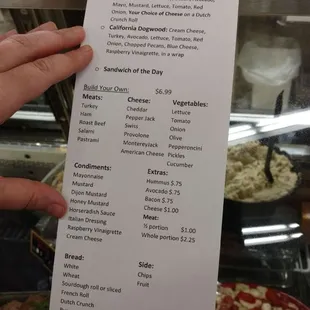 Mayo, Mustard, Lettuce, Tomato, Red
Onion, Your Choice of Cheese on a Dutch
Crunch Roll
California Dogwood: Cream Cheese,
Turkey, Avocado, Lettuce, Tomato, Red
Onion, Chopped Pecans, Blue Cheese,
Raspberry Vinaigrette, in a wrap
Sandwich of the Day
Build Your Own: $6.99
Meats: Cheese: Vegetables:
Turkey Cheddar Lettuce
Ham Pepper Jack Tomato
Roast Beef Swiss Onion
Salami Provolone Olive
Pastrami MontereyJack Pepperoncini
American Cheese Pickles
Cucumber
Condiments: Extras:
Mayonnaise Hummus $.75
Mustard Avocado $.75
Dijon Mustard Bacon $.75
Honey Mustard Cheese $1.00
Horseradish Sauce Meat:
Italian Dressing ½ portion $1.00
Raspberry Vinaigrette Whole portion $2.25
Cream Cheese
Bread: Side:
White Chips
Wheat Fruit
Sourdough roll or sliced
French Roll
Dutch Crunch